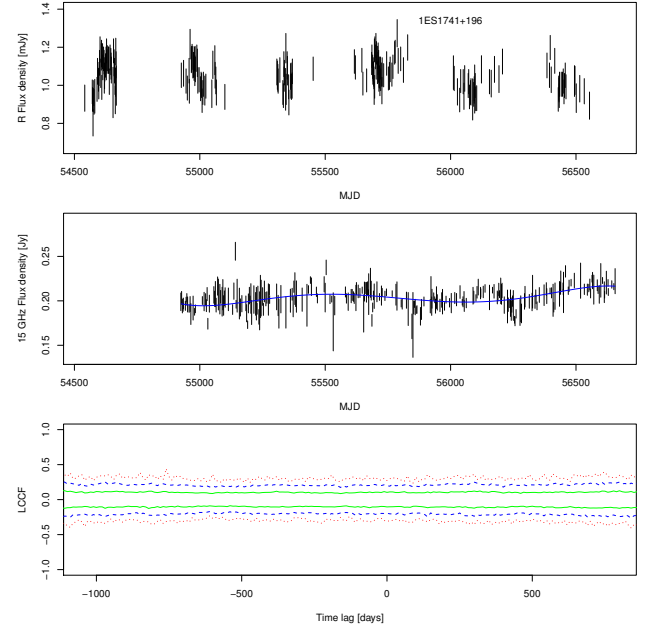 1ES1741+196
R Flux density [mJy]
1.4
1.2
1.0
0.8
54500 55000 55500 56000 56500
MJD
15 GHz Flux density [Jy]
0.25
0.20
0.15
54500 55000 55500 56000 56500
MJD
LCCF
1.0
0.5
0.0
−0.5
−1.0
−1000 −500 0 500
Time lag [days]